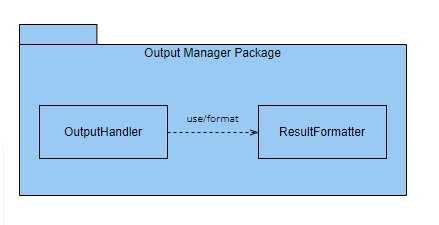 Output Manager Package
use/format
OutputHandler
ResultFormatter